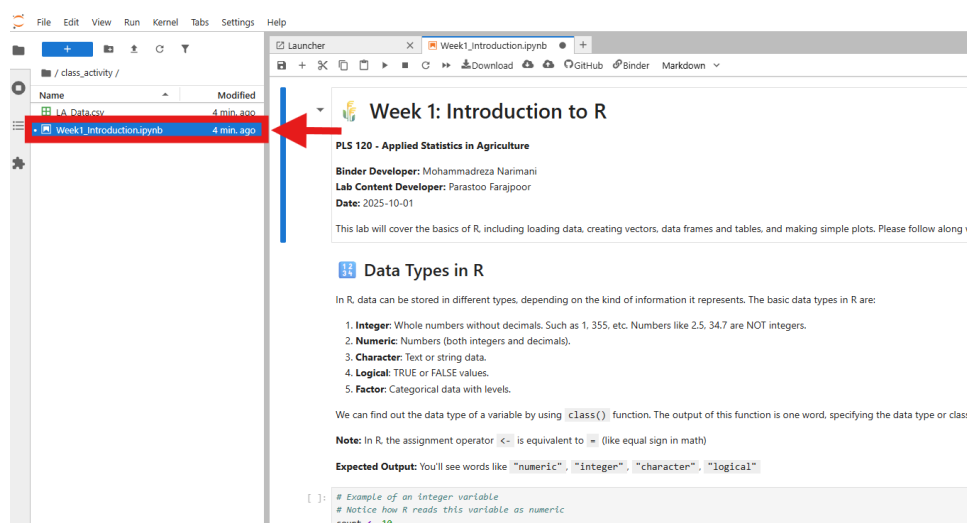 File Edit View Run Kernel Tabs Settings Help
/ class_activity /
Name Modified
LA_Data.csv 4 min. ago
Week1_Introduction.ipynb 4 min. ago
Launcher Week1_Introduction.ipynb
Download GitHub Binder Markdown
Week 1: Introduction to R
PLS 120 - Applied Statistics in Agriculture
Binder Developer: Mohammadreza Narimani
Lab Content Developer: Parastoo Farajpoor
Date: 2025-10-01
This lab will cover the basics of R, including loading data, creating vectors, data frames and tables, and making simple plots. Please follow along
Data Types in R
In R, data can be stored in different types, depending on the kind of information it represents. The basic data types in R are:
1. Integer: Whole numbers without decimals. Such as 1, 355, etc. Numbers like 2.5, 34.7 are NOT integers.
2. Numeric: Numbers (both integers and decimals).
3. Character: Text or string data.
4. Logical: TRUE or FALSE values.
5. Factor: Categorical data with levels.
We can find out the data type of a variable by using class() function. The output of this function is one word, specifying the data type or clas
Note: In R, the assignment operator <- is equivalent to = (like equal sign in math)
Expected Output: You'll see words like "numeric", "integer", "character", "logical"
[ ]: # Example of an integer variable
# Notice how R reads this variable as numeric
count <- 10